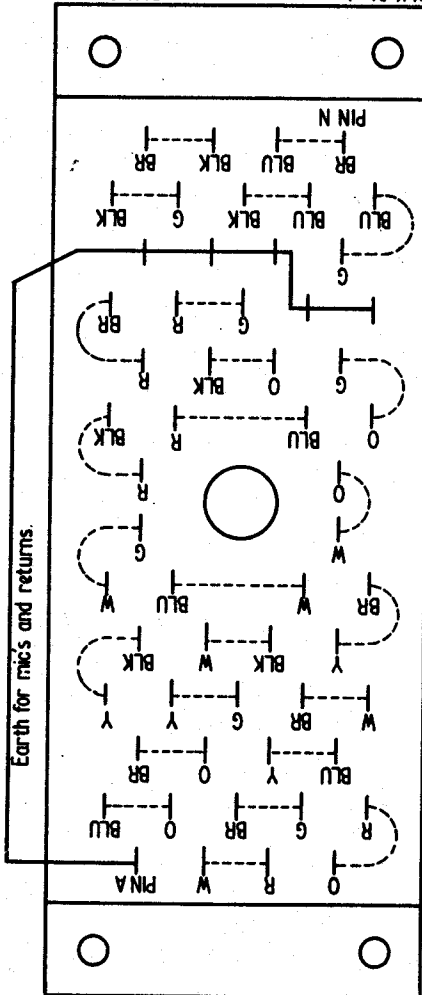 PIN N
BR BLK BLU BR
BLK G BLK BLU BLU
G
BR R G
R BLK O G
BLK R BLU O
R O
G W
W BLU W BR
BLK W BLK Y
Y Y G BR W
BR O Y BLU
BLU O BR G R
PIN A W R O
Earth for mic's and returns.